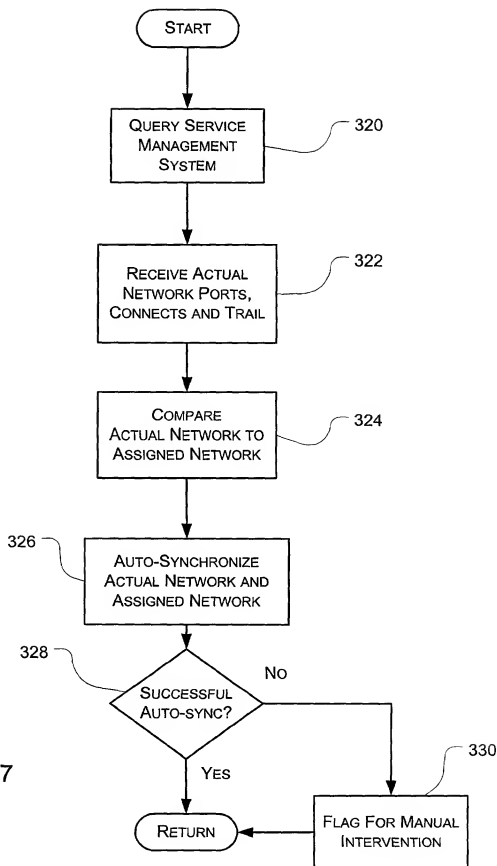 START
QUERY SERVICE
MANAGEMENT
SYSTEM
320
RECEIVE ACTUAL
NETWORK PORTS,
CONNECTS AND TRAIL
322
COMPARE
ACTUAL NETWORK TO
ASSIGNED NETWORK
324
326
AUTO-SYNCHRONIZE
ACTUAL NETWORK AND
ASSIGNED NETWORK
328
SUCCESSFUL
AUTO-SYNC?
NO
YES
7
330
RETURN
FLAG FOR MANUAL
INTERVENTION